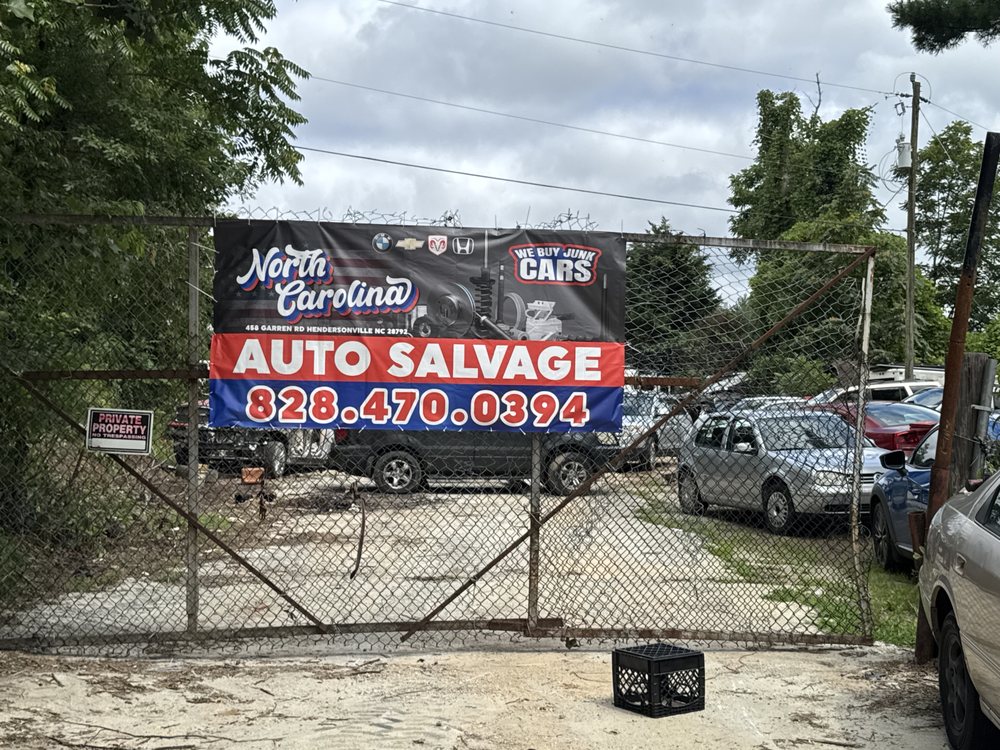 North
Carolina
WE BUY JUNK
CARS
458 GARREN RD HENDERSONVILLE NC 28792
AUTO SALVAGE
828.470.0394
PRIVATE
PROPERTY
NO TRESPASSING